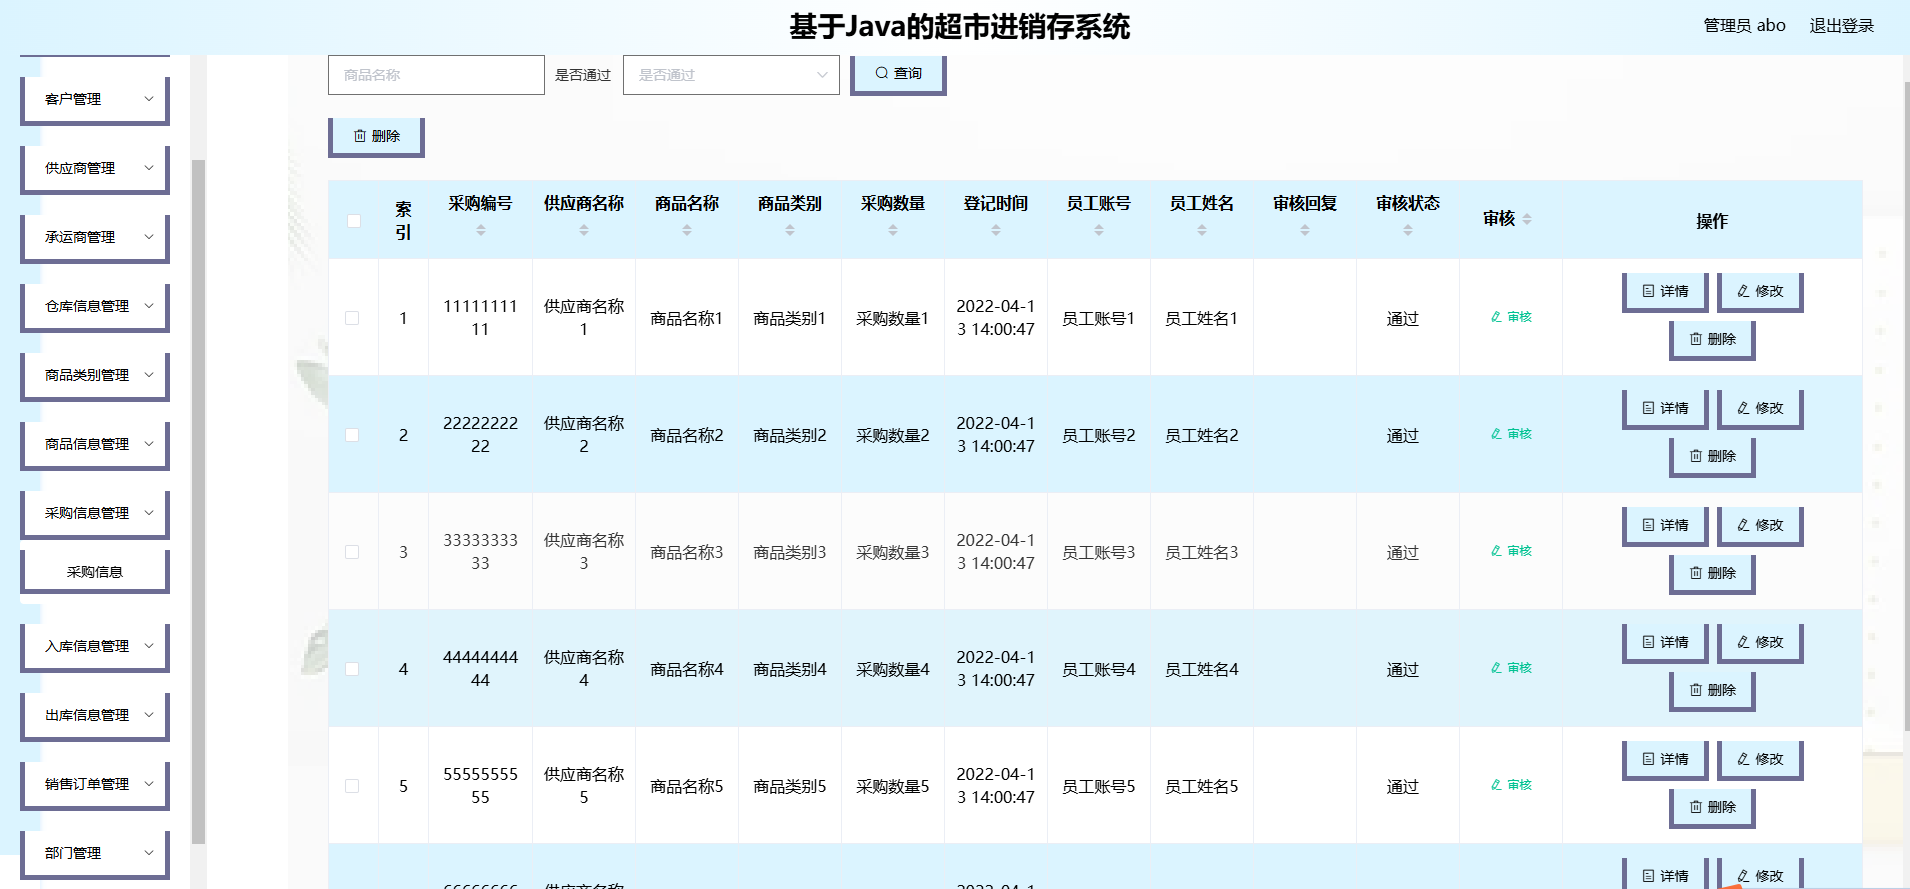 基于Java的超市进销存系统
管理员 abo 退出登录
商品名称 是否通过 是否通过 查询
删除
客户管理
供应商管理
承运商管理
仓库信息管理
商品类别管理
商品信息管理
采购信息管理
采购信息
入库信息管理
出库信息管理
销售订单管理
部门管理
索引 采购编号 供应商名称 商品名称 商品类别 采购数量 登记时间 员工账号 员工姓名 审核回复 审核状态 审核 操作
1 11111111 供应商名称 商品名称1 商品类别1 采购数量1 2022-04-1 员工账号1 员工姓名1 通过 审核 详情 修改
11 1 3 14:00:47 删除
2 22222222 供应商名称 商品名称2 商品类别2 采购数量2 2022-04-1 员工账号2 员工姓名2 通过 审核 详情 修改
22 2 3 14:00:47 删除
3 33333333 供应商名称 商品名称3 商品类别3 采购数量3 2022-04-1 员工账号3 员工姓名3 通过 审核 详情 修改
33 3 3 14:00:47 删除
4 44444444 供应商名称 商品名称4 商品类别4 采购数量4 2022-04-1 员工账号4 员工姓名4 通过 审核 详情 修改
44 4 3 14:00:47 删除
5 55555555 供应商名称 商品名称5 商品类别5 采购数量5 2022-04-1 员工账号5 员工姓名5 通过 审核 详情 修改
55 5 3 14:00:47 删除
详情 修改